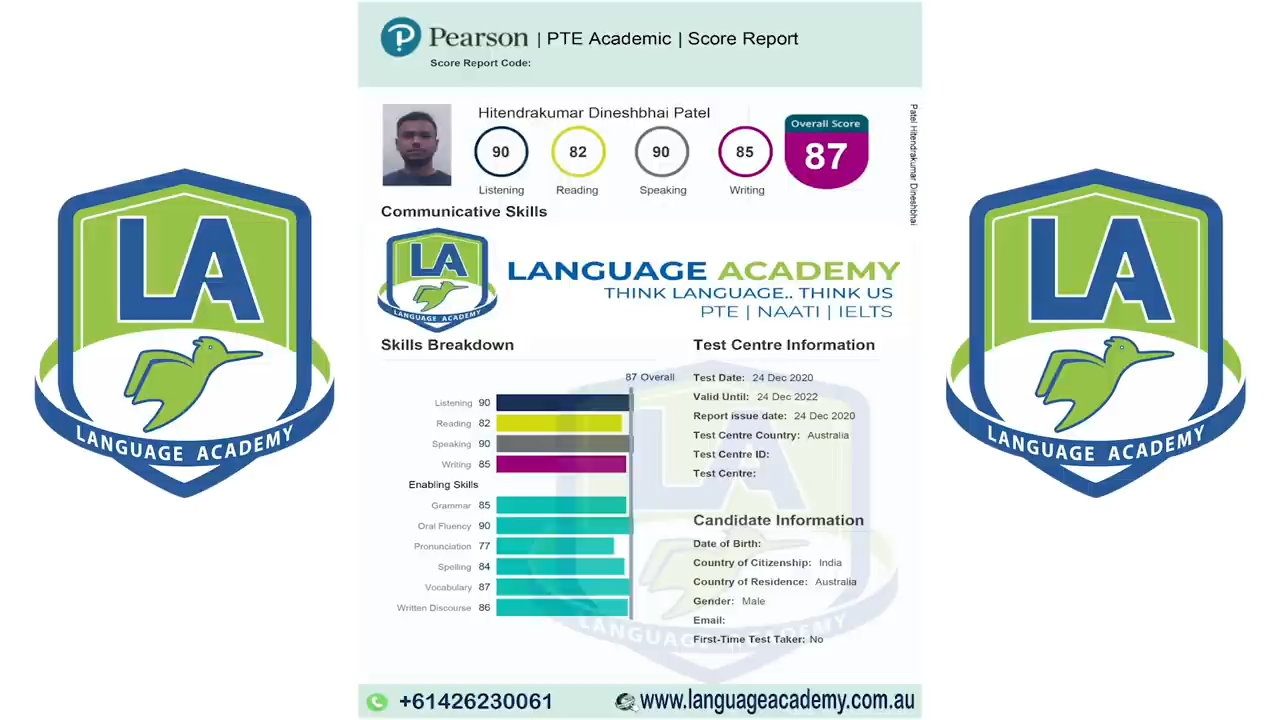 Pearson | PTE Academic | Score Report
Score Report Code:
Hitendrakumar Dineshbhai Patel
90 82 90 85
Listening Reading Speaking Writing
Overall Score
87
Patel Hitendrakumar Dineshbhai
Communicative Skills
LA
LANGUAGE ACADEMY
LANGUAGE ACADEMY
THINK LANGUAGE.. THINK US
PTE | NAATI | IELTS
Skills Breakdown
87 Overall
Listening 90
Reading 82
Speaking 90
Writing 85
Enabling Skills
Grammar 85
Oral Fluency 90
Pronunciation 77
Spelling 84
Vocabulary 87
Written Discourse 86
Test Centre Information
Test Date: 24 Dec 2020
Valid Until: 24 Dec 2022
Report issue date: 24 Dec 2020
Test Centre Country: Australia
Test Centre ID:
Test Centre:
Candidate Information
Date of Birth:
Country of Citizenship: India
Country of Residence: Australia
Gender: Male
Email:
First-Time Test Taker: No
LA
LANGUAGE ACADEMY
+61426230061
www.languageacademy.com.au
LA
LANGUAGE ACADEMY
LA
LANGUAGE ACADEMY